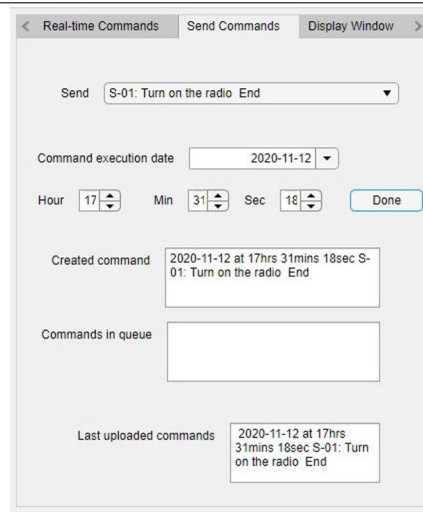 Real-time Commands Send Commands Display Window
Send S-01: Turn on the radio End
Command execution date 2020-11-12
Hour 17 Min 31 Sec 18 Done
Created command
2020-11-12 at 17hrs 31mins 18sec S-
01: Turn on the radio End
Commands in queue
Last uploaded commands
2020-11-12 at 17hrs
31mins 18sec S-01: Turn
on the radio End